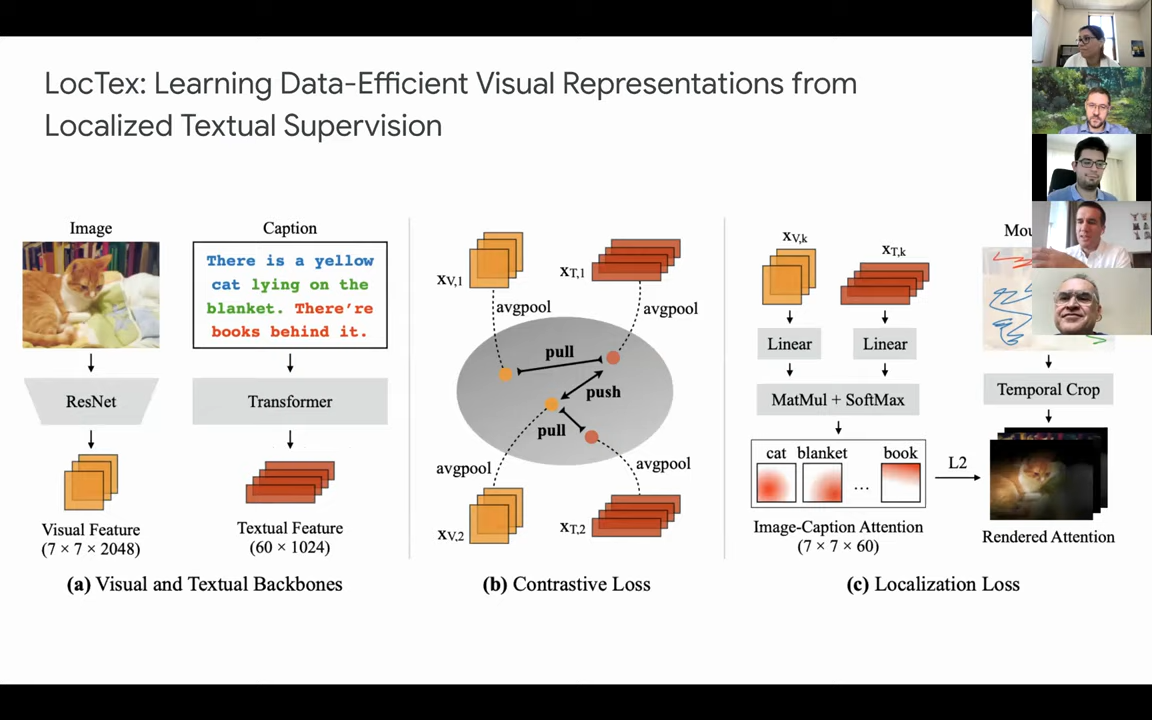 LocTex: Learning Data-Efficient Visual Representations from
Localized Textual Supervision
Image
Caption
There is a yellow
cat lying on the
blanket. There're
books behind it.
ResNet
Transformer
Visual Feature
(7 × 7 × 2048)
Textual Feature
(60 × 1024)
(a) Visual and Textual Backbones
xV,1
xT,1
avgpool
avgpool
pull
push
pull
avgpool
avgpool
xV,2
xT,2
(b) Contrastive Loss
xV,k
xT,k
Linear
Linear
MatMul + SoftMax
cat blanket ... book
Image-Caption Attention
(7 × 7 × 60)
L2
Temporal Crop
Rendered Attention
(c) Localization Loss